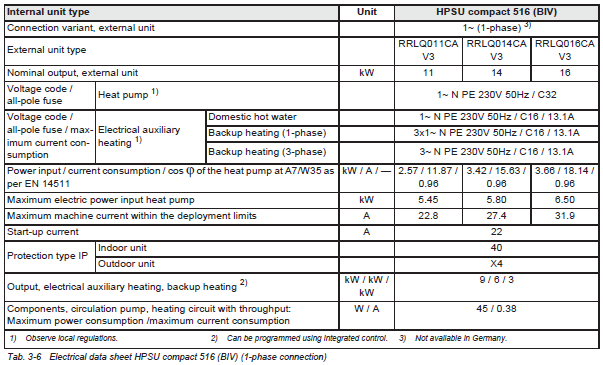 Internal unit type Unit HPSU compact 516 (BIV)
Connection variant, external unit 1~ (1-phase) 3)
External unit type RRLQ011CA RRLQ014CA RRLQ016CA
V3 V3 V3
Nominal output, external unit kW 11 14 16
Voltage code /
all-pole fuse Heat pump 1) 1~ N PE 230V 50Hz / C32
Voltage code /
all-pole fuse / max-
imum current con-
sumption
Electrical auxiliary
heating 1)
Domestic hot water 1~ N PE 230V 50Hz / C16 / 13.1A
Backup heating (1-phase) 3x1~ N PE 230V 50Hz / C16 / 13.1A
Backup heating (3-phase) 3~ N PE 230V 50Hz / C16 / 13.1A
Power input / current consumption / cos φ of the heat pump at A7/W35 as kW / A / — 2.57 / 11.87 / 3.42 / 15.63 / 3.66 / 18.14 /
per EN 14511 0.96 0.96 0.96
Maximum electric power input heat pump kW 5.45 5.80 6.50
Maximum machine current within the deployment limits A 22.8 27.4 31.9
Start-up current A 22
Protection type IP
Indoor unit 40
Outdoor unit X4
Output, electrical auxiliary heating, backup heating 2) kW / kW / 9 / 6 / 3
kW
Components, circulation pump, heating circuit with throughput: W / A 45 / 0.38
Maximum power consumption /maximum current consumption
1) Observe local regulations. 2) Can be programmed using integrated control. 3) Not available in Germany.
Tab. 3-6 Electrical data sheet HPSU compact 516 (BIV) (1-phase connection)